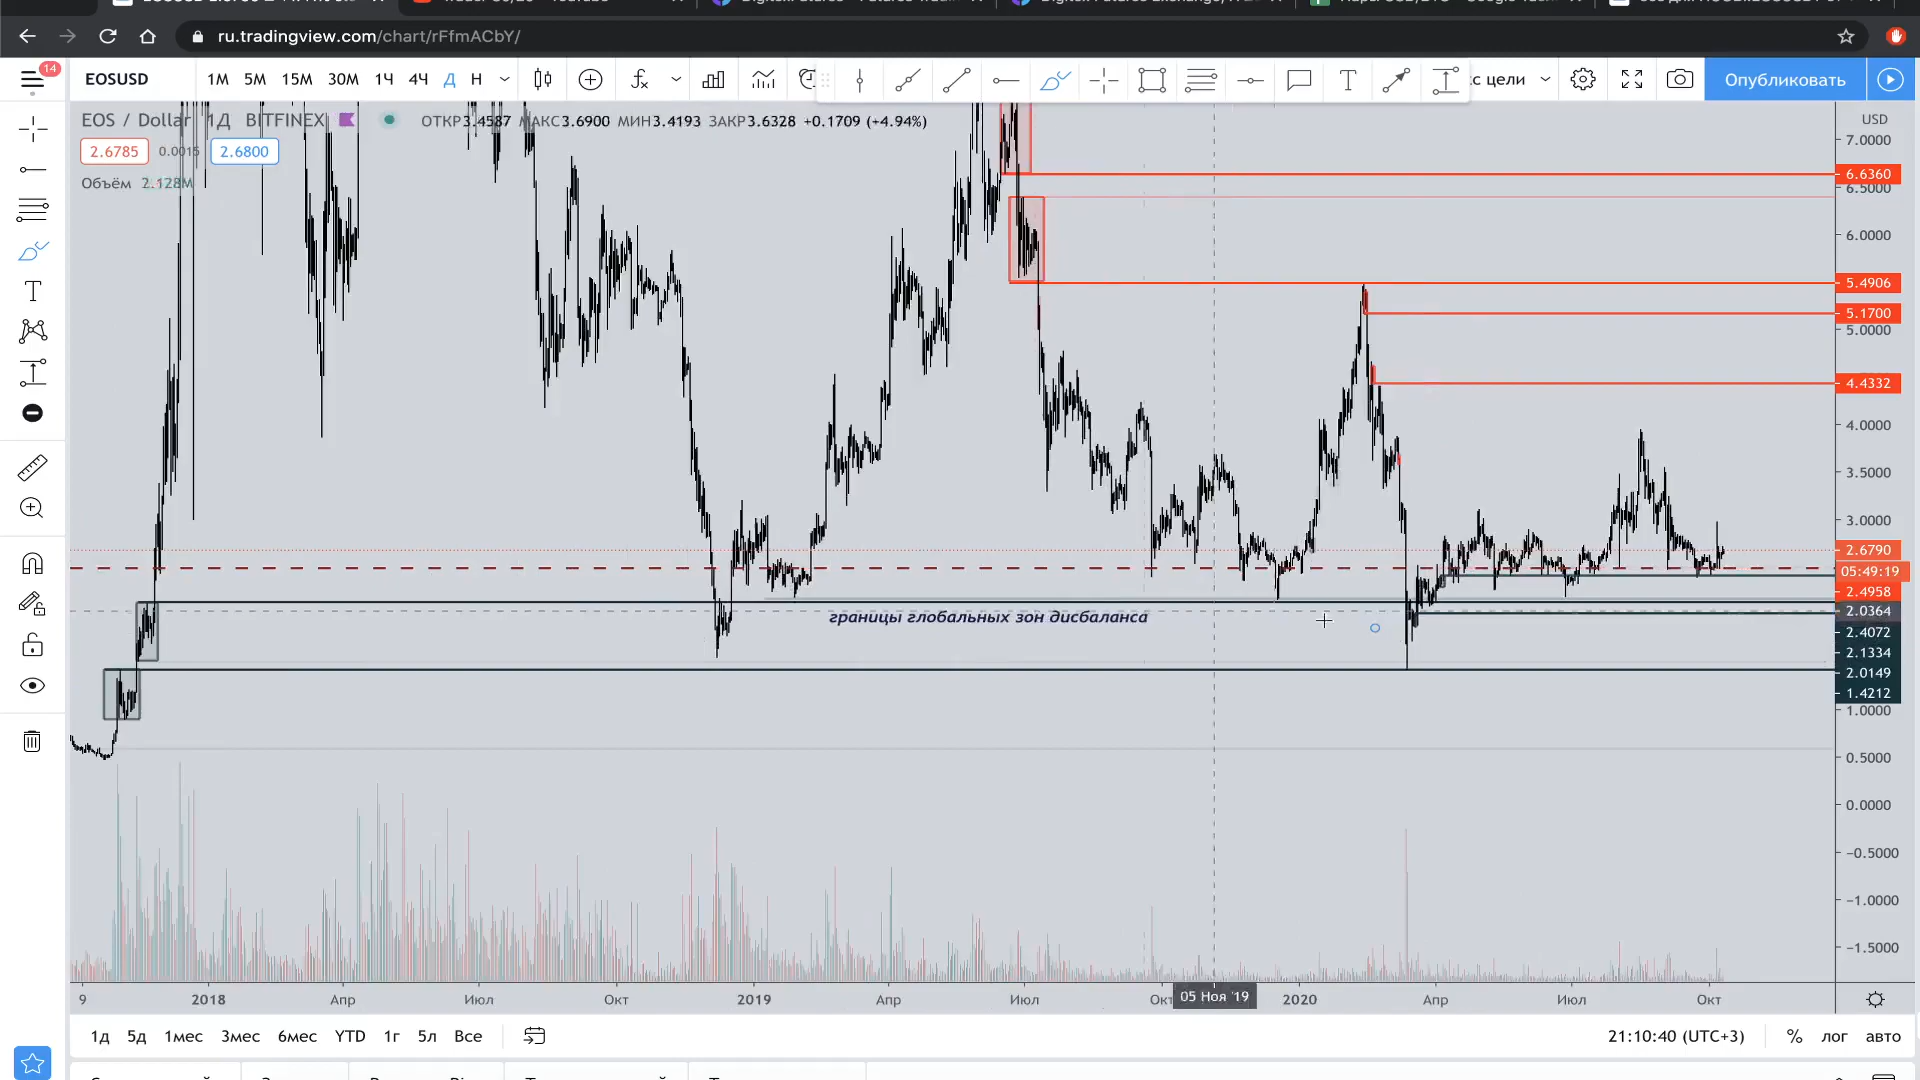 ru.tradingview.com/chart/rFfmACbY/
14
EOSUSD 1М 5М 15М 30М 1Ч 4Ч Д Н
с цели
Опубликовать
EOS / Dollar 1Д BITFINEX ОТКР3.4587 МАКС3.6900 МИН3.4193 ЗАКР3.6328 +0.1709 (+4.94%)
2.6785 0.0015 2.6800
Объём 2.128M
USD
7.0000
6.6360
6.5000
6.0000
5.4906
5.1700
5.0000
4.4332
4.0000
3.5000
3.0000
2.6790
05:49:19
2.4958
2.0364
2.4072
2.1334
2.0149
1.4212
1.0000
0.5000
0.0000
−0.5000
−1.0000
−1.5000
границы глобальных зон дисбаланса
9 2018 Апр Июл Окт 2019 Апр Июл Окт 05 Ноя '19 2020 Апр Июл Окт
1д 5д 1мес 3мес 6мес YTD 1г 5л Все
21:10:40 (UTC+3) % лог авто